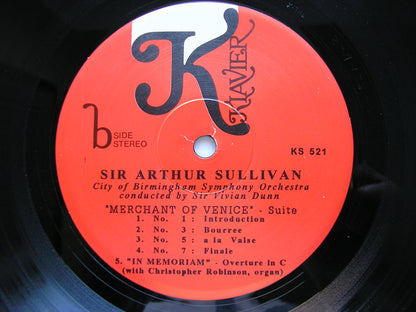 KLAVIER
b SIDE
STEREO
KS 521
SIR ARTHUR SULLIVAN
City of Birmingham Symphony Orchestra
conducted by Sir Vivian Dunn
"MERCHANT OF VENICE" - Suite
1. No. 1 : Introduction
2. No. 3 : Bourree
3. No. 5 : a la Valse
4. No. 7 : Finale
5. "IN MEMORIAM" - Overture in C
(with Christopher Robinson, organ)